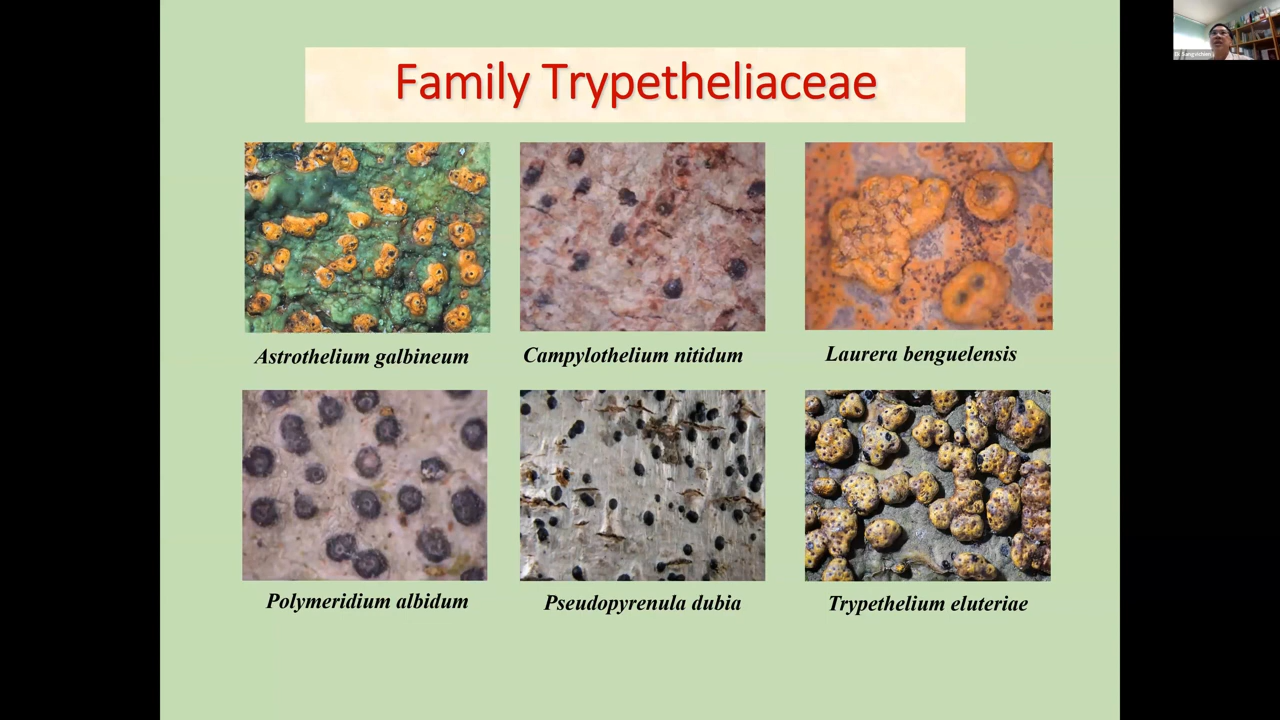 Family Trypetheliaceae
Astrothelium galbineum
Campylothelium nitidum
Laurera benguelensis
Polymeridium albidum
Pseudopyrenula dubia
Trypethelium eluteriae